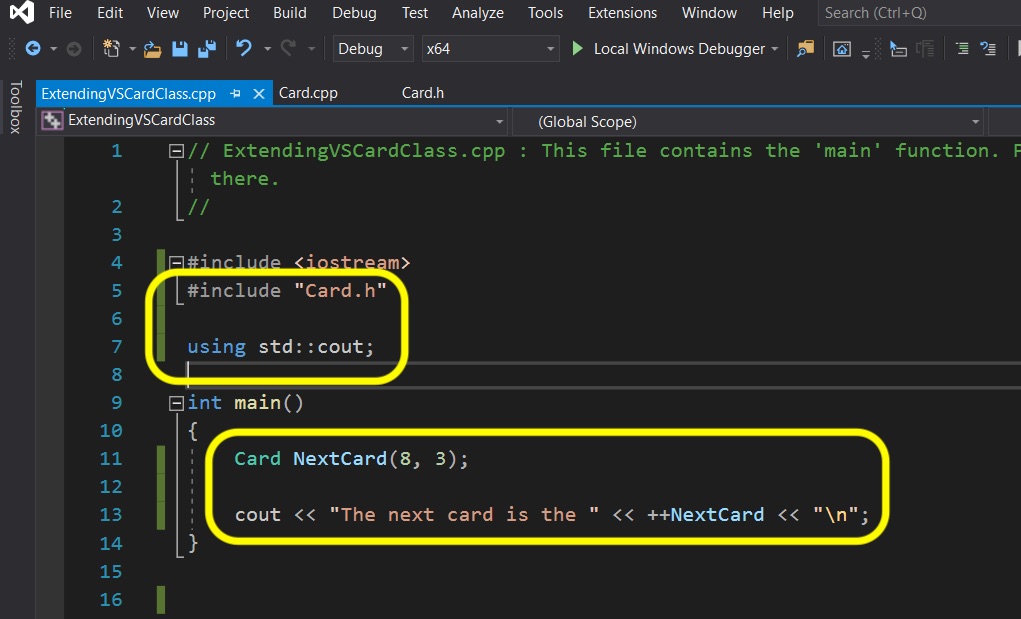 File Edit View Project Build Debug Test Analyze Tools Extensions Window Help Search (Ctrl+Q)
Debug x64 Local Windows Debugger
Toolbox
ExtendingVSCardClass.cpp Card.cpp Card.h
ExtendingVSCardClass (Global Scope)
1 // ExtendingVSCardClass.cpp : This file contains the 'main' function.
there.
2 //
3
4 #include <iostream>
5 #include "Card.h"
6
7 using std::cout;
8
9 int main()
10 {
11 Card NextCard(8, 3);
12
13 cout << "The next card is the " << ++NextCard << "\n";
14 }
15
16